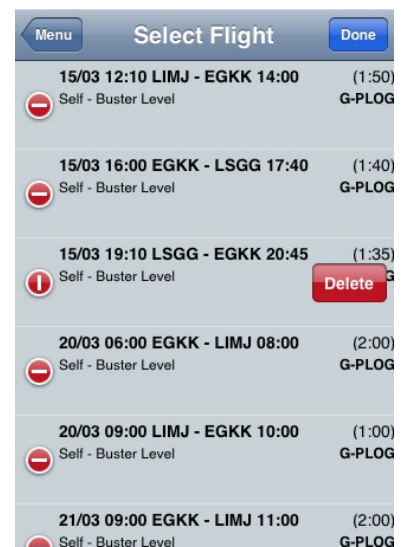 Menu Select Flight Done
15/03 12:10 LIMJ - EGKK 14:00 (1:50)
Self - Buster Level G-PLOG
15/03 16:00 EGKK - LSGG 17:40 (1:40)
Self - Buster Level G-PLOG
15/03 19:10 LSGG - EGKK 20:45 (1:35)
Self - Buster Level Delete
20/03 06:00 EGKK - LIMJ 08:00 (2:00)
Self - Buster Level G-PLOG
20/03 09:00 LIMJ - EGKK 10:00 (1:00)
Self - Buster Level G-PLOG
21/03 09:00 EGKK - LIMJ 11:00 (2:00)
Self - Buster Level G-PLOG